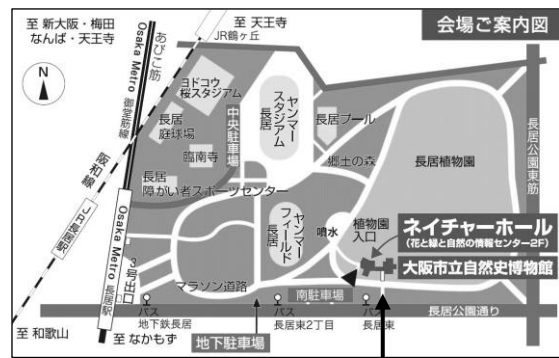 会場ご案内図
至 新大阪・梅田
なんば・天王寺
至 天王寺
JR鶴ヶ丘
N
Osaka Metro 御堂筋線
あびこ筋
ヨドコウ
桜スタジアム
長居
庭球場
中央駐車場
臨南寺
長居
障がい者スポーツセンター
ヤンマー
スタジアム
長居
長居プール
郷土の森
長居植物園
長居公園東筋
阪和線
JR長居駅
Osaka Metro 長居駅
3号出口
ヤンマー
フィールド
長居
噴水
植物園
入口
ネイチャーホール
(花と緑と自然の情報センター2F)
大阪市立自然史博物館
マラソン道路
南駐車場
バス
地下鉄長居
バス
長居東2丁目
バス
長居東
長居公園通り
地下駐車場
至 和歌山
至 なかもず